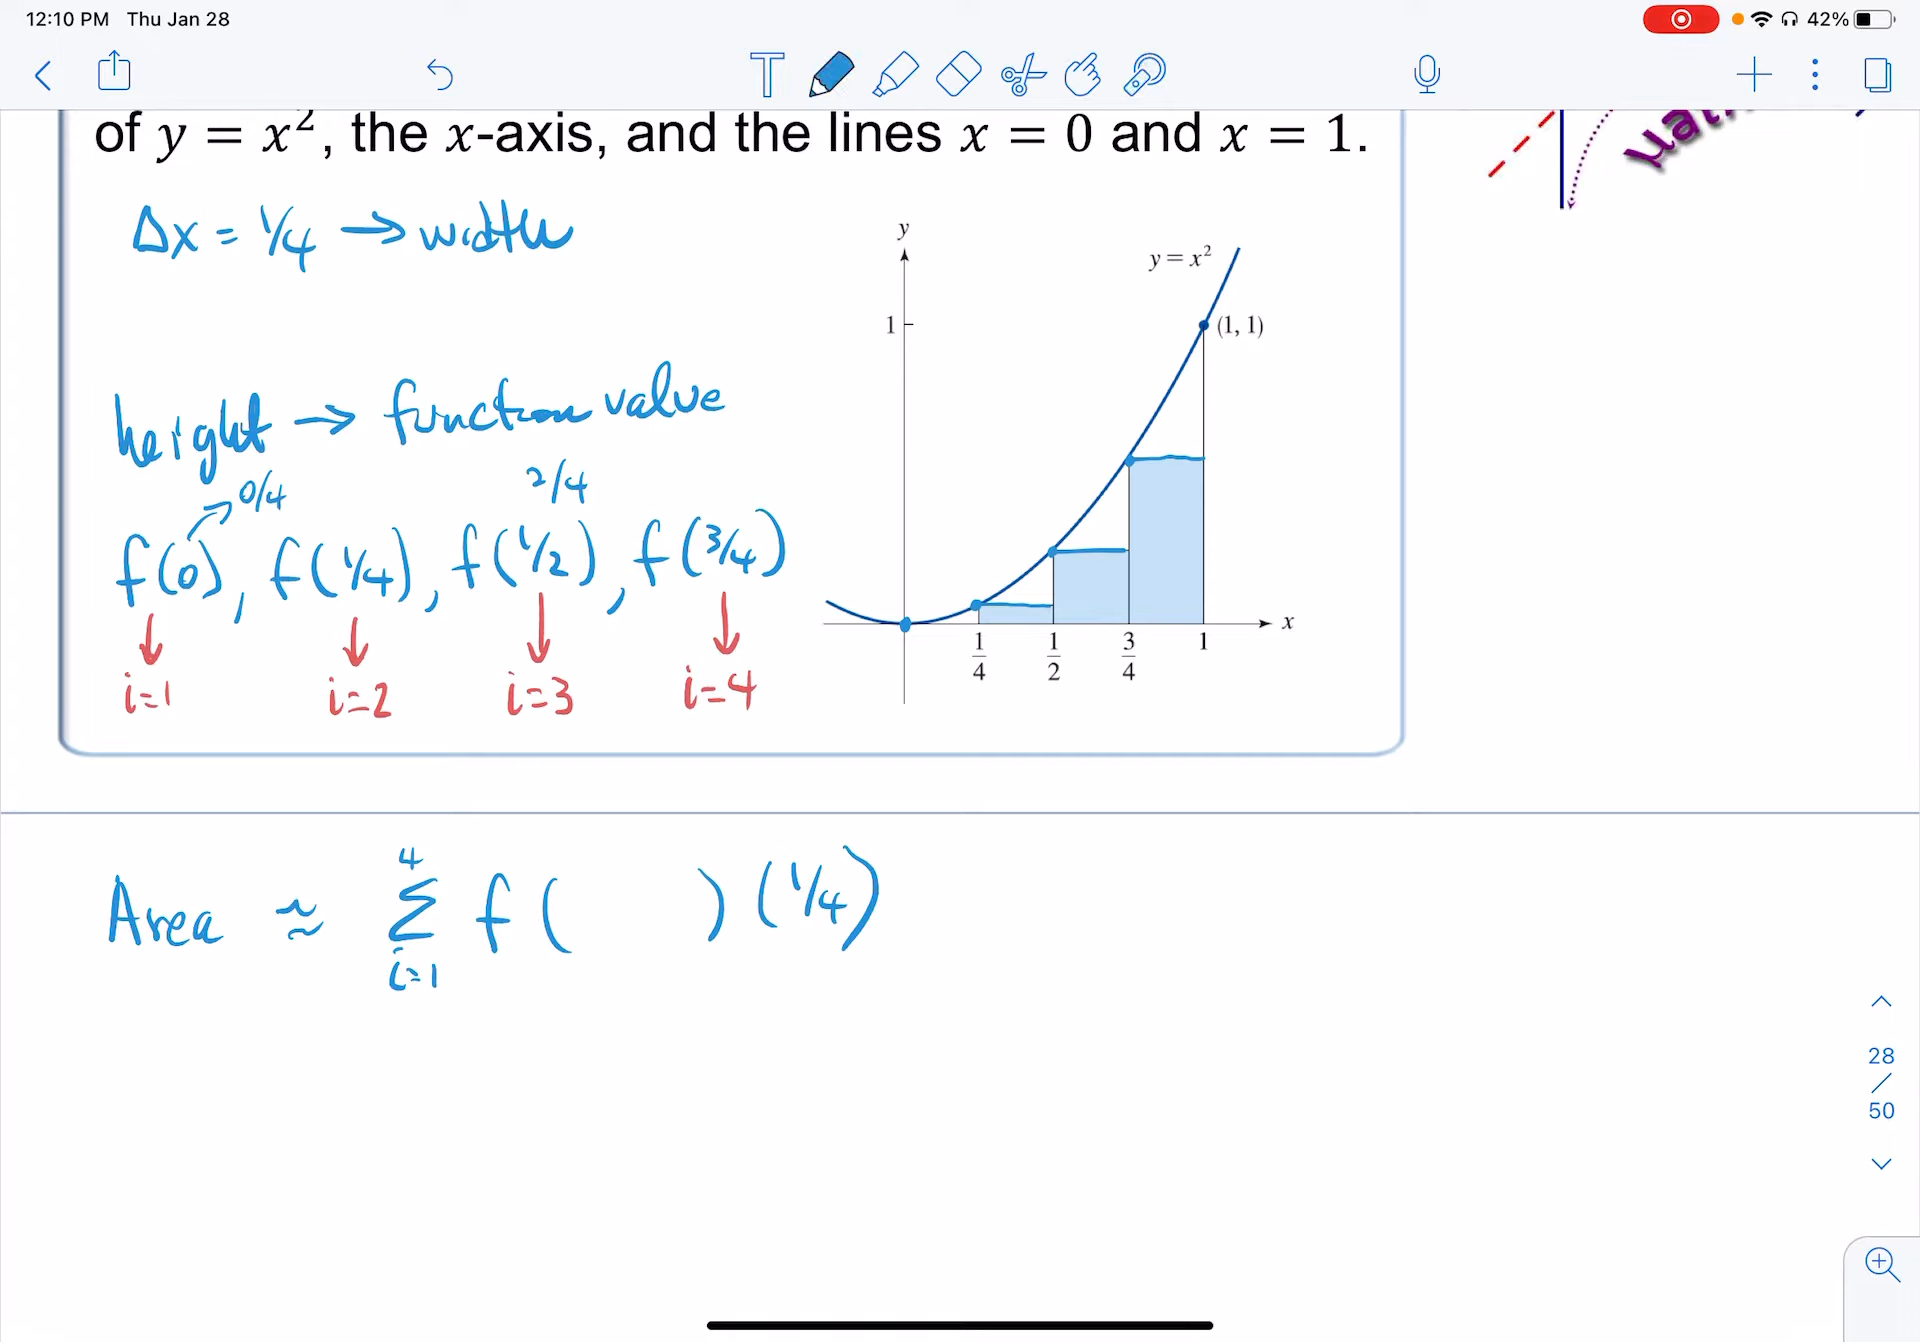 12:10 PM Thu Jan 28 42%
of y = x², the x-axis, and the lines x = 0 and x = 1.
Δx = 1/4 → width
height → function value
0/4 2/4
f(0), f(1/4), f(1/2), f(3/4)
↓ ↓ ↓ ↓
i=1 i=2 i=3 i=4
y
y = x²
1
(1, 1)
x
1/4 1/2 3/4 1
Area ≈ 4∑i=1 f( )(1/4)
28
/
50